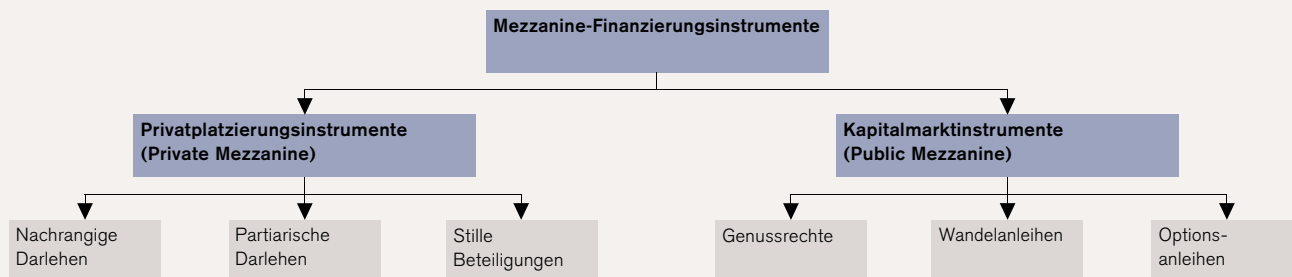 Mezzanine-Finanzierungsinstrumente
Privatplatzierungsinstrumente
(Private Mezzanine)
Kapitalmarktinstrumente
(Public Mezzanine)
Nachrangige
Darlehen
Partiarische
Darlehen
Stille
Beteiligungen
Genussrechte
Wandelanleihen
Options-
anleihen